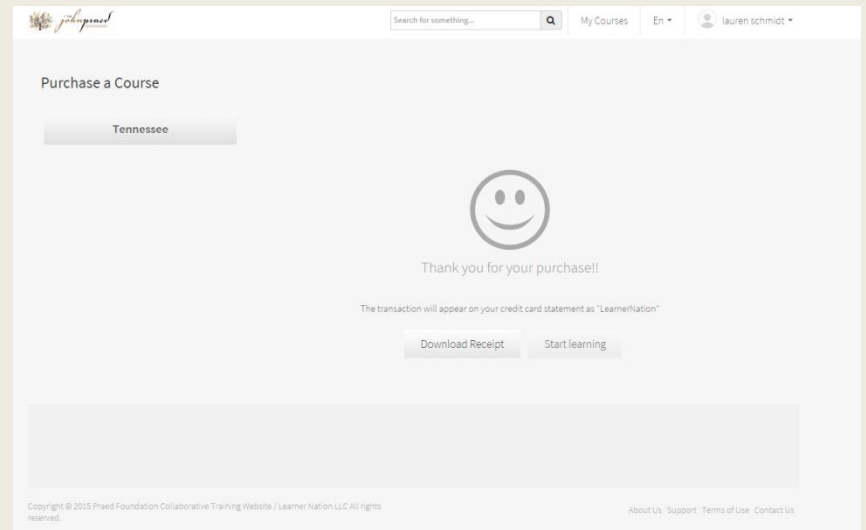 john praed
Search for something...
My Courses
En
lauren schmidt
Purchase a Course
Tennessee
Thank you for your purchase!!
The transaction will appear on your credit card statement as "LearnerNation"
Download Receipt
Start learning
Copyright © 2015 Praed Foundation Collaborative Training Website / Learner Nation LLC All rights
reserved.
About Us Support Terms of Use Contact Us